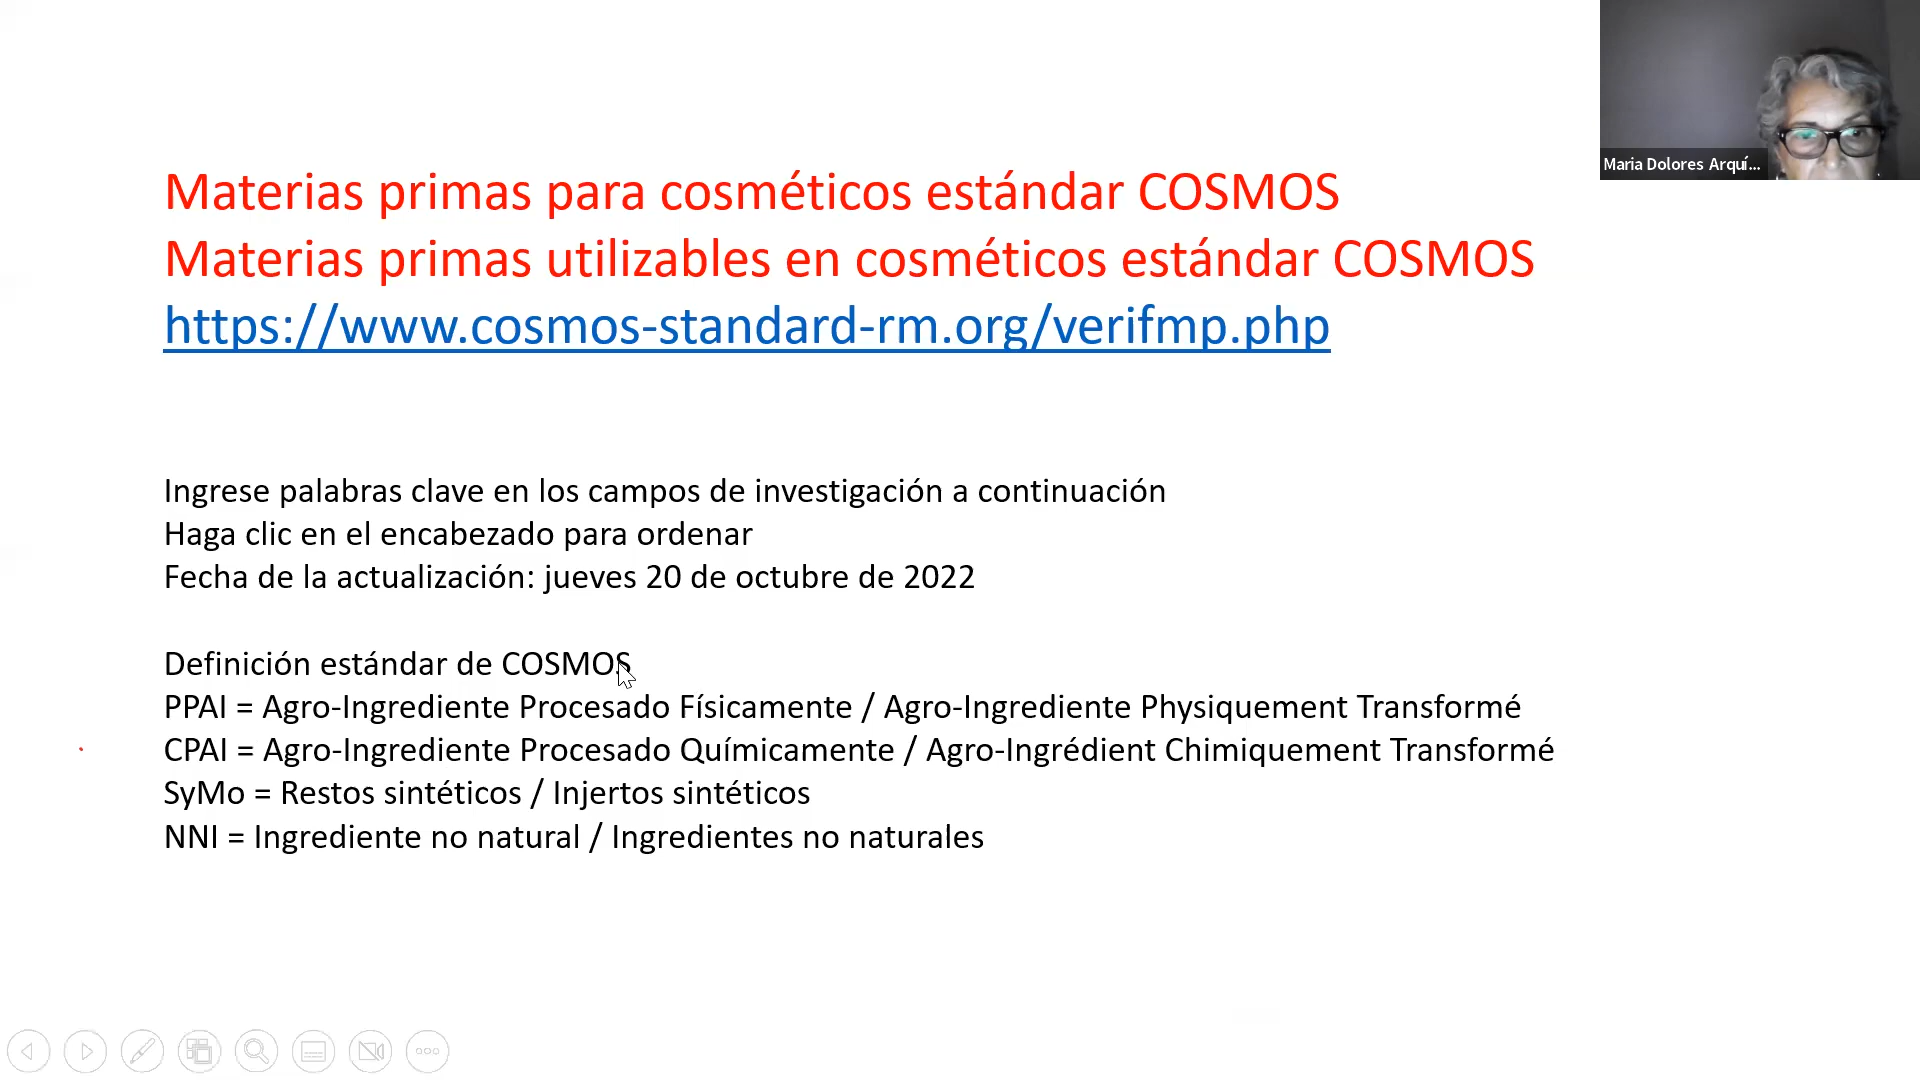 Materias primas para cosméticos estándar COSMOS
Materias primas utilizables en cosméticos estándar COSMOS
https://www.cosmos-standard-rm.org/verifmp.php
Ingrese palabras clave en los campos de investigación a continuación
Haga clic en el encabezado para ordenar
Fecha de la actualización: jueves 20 de octubre de 2022
Definición estándar de COSMOS
PPAI = Agro-Ingrediente Procesado Físicamente / Agro-Ingrediente Physiquement Transformé
CPAI = Agro-Ingrediente Procesado Químicamente / Agro-Ingrédient Chimiquement Transformé
SyMo = Restos sintéticos / Injertos sintéticos
NNI = Ingrediente no natural / Ingredientes no naturales
Maria Dolores Arquí...